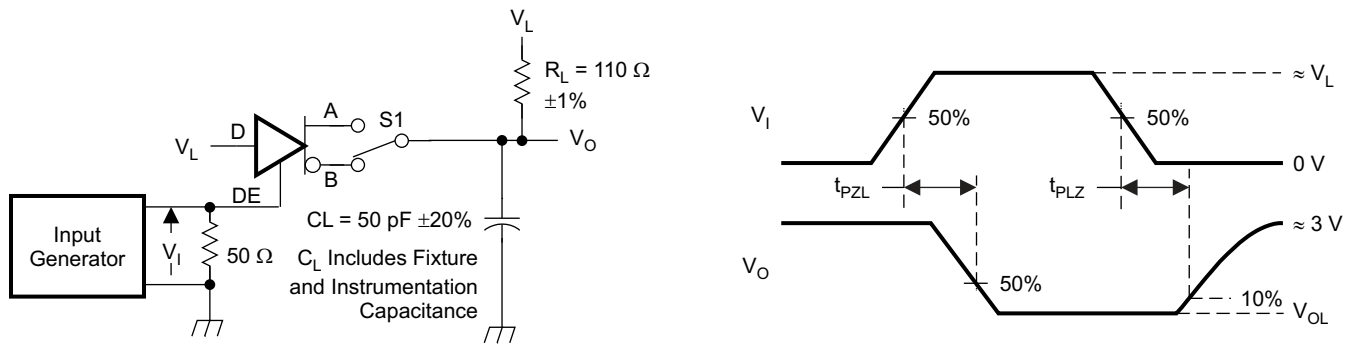 V_L
R_L = 110 Ω
±1%
A
S1
D
V_L
V_O
B
DE
Input
Generator
V_I
50 Ω
CL = 50 pF ±20%
C_L Includes Fixture
and Instrumentation
Capacitance
≈ V_L
V_I
50%
50%
0 V
t_PZL
t_PLZ
≈ 3 V
V_O
50%
10%
V_OL